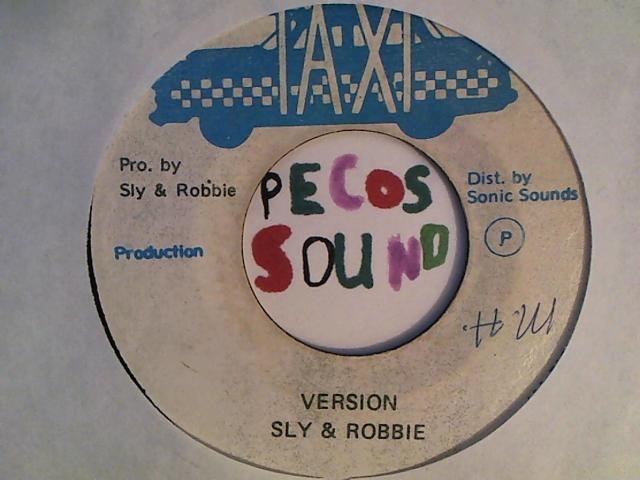 TAXI
Pro. by
Sly & Robbie
Production
PECOS
SOUND
Dist. by
Sonic Sounds
P
VERSION
SLY & ROBBIE